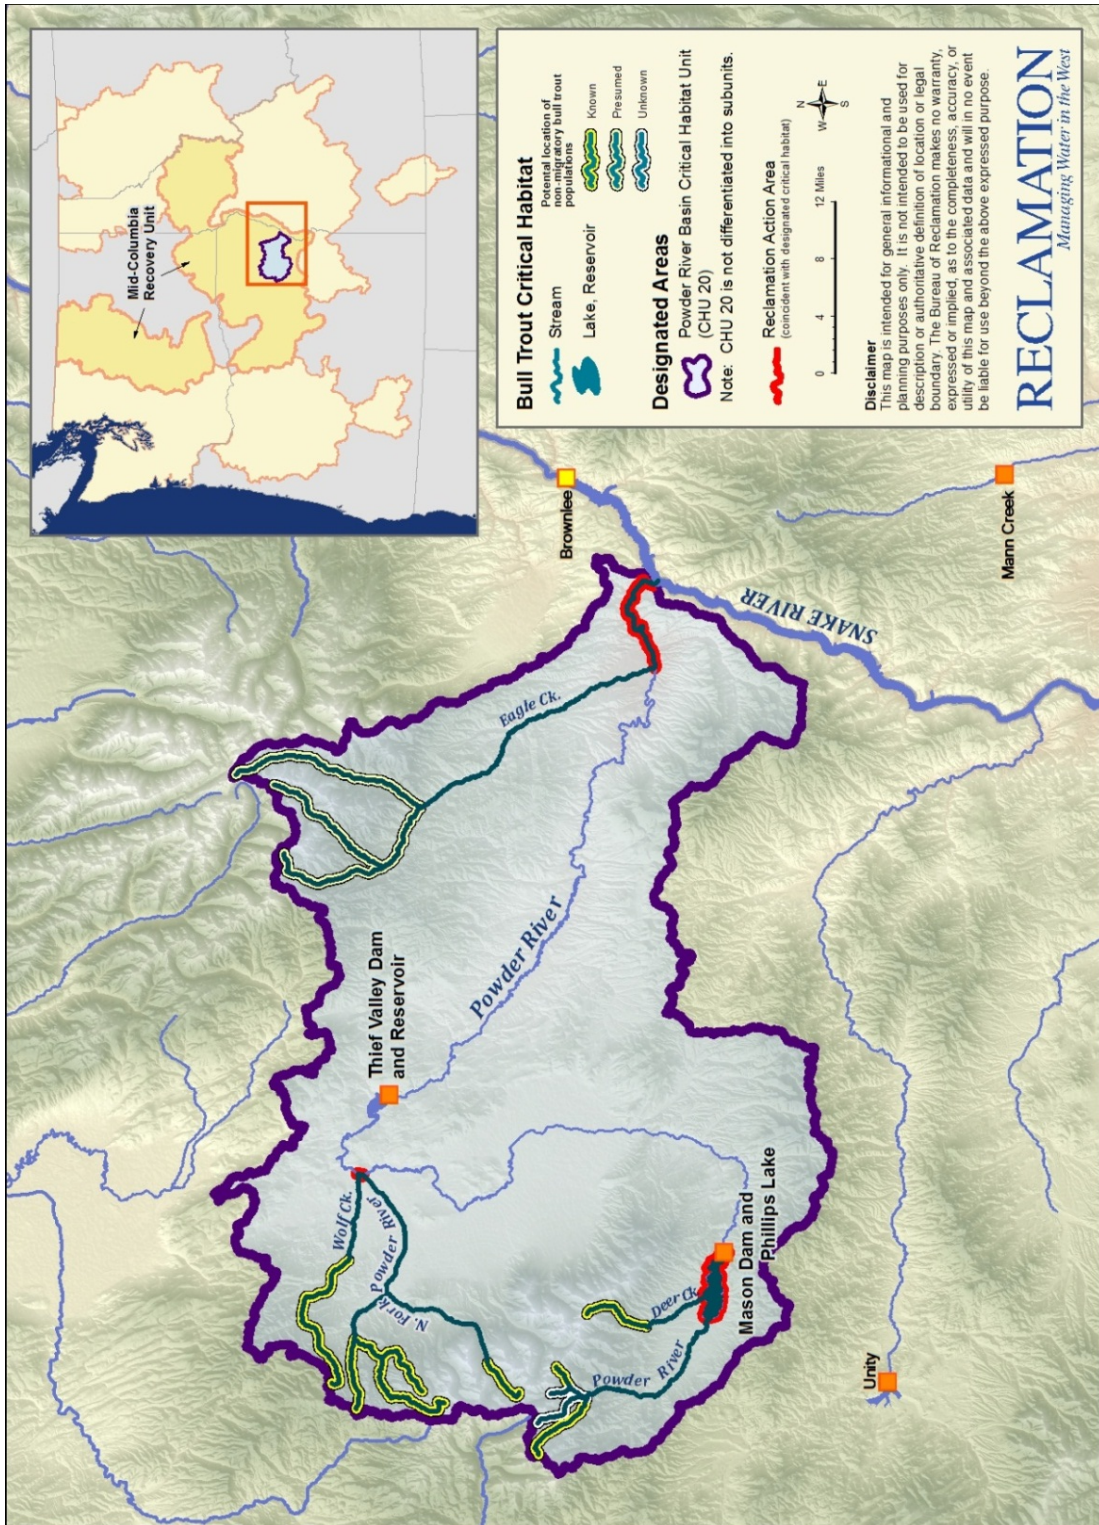 Mid-Columbia
Recovery Unit
Bull Trout Critical Habitat
Stream
Lake, Reservoir
Potential location of
non-migratory bull trout
populations
Known
Presumed
Unknown
Designated Areas
Powder River Basin Critical Habitat Unit
(CHU 20)
Note: CHU 20 is not differentiated into subunits.
Reclamation Action Area
(coincident with designated critical habitat)
0 4 8 12 Miles
N
W E
S
Disclaimer
This map is intended for general informational and
planning purposes only. It is not intended to be used for
description or authoritative definition of location or legal
boundary. The Bureau of Reclamation makes no warranty,
expressed or implied, as to the completeness, accuracy, or
utility of this map and associated data and will in no event
be liable for use beyond the above expressed purpose.
RECLAMATION
Managing Water in the West
Wolf Ck.
N. Fork Powder River
Thief Valley Dam
and Reservoir
Powder River
Eagle Ck.
Brownlee
SNAKE RIVER
Mann Creek
Powder River
Deer Ck.
Mason Dam and
Phillips Lake
Unity